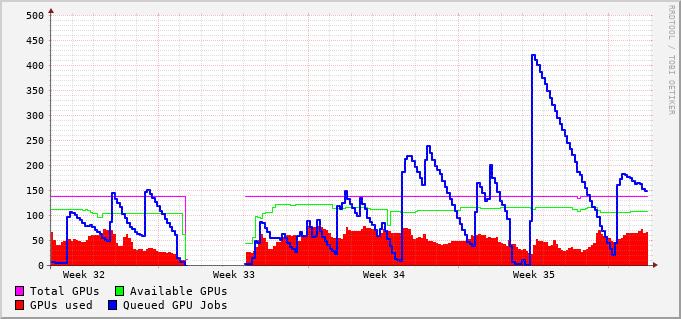 500
450
400
350
300
250
200
150
100
50
0
Week 32 Week 33 Week 34 Week 35
Total GPUs Available GPUs
GPUs used Queued GPU Jobs
RRDTOOL / TOBI OETIKER